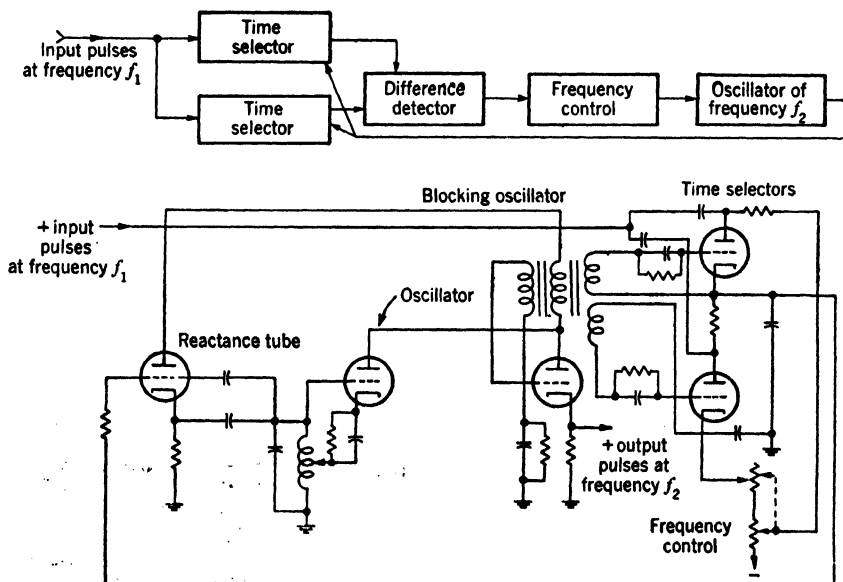 Input pulses
at frequency f1
Time
selector
Time
selector
Difference
detector
Frequency
control
Oscillator of
frequency f2
Blocking oscillator
Time selectors
+ input
pulses
at frequency f1
Oscillator
Reactance tube
+ output
pulses at
frequency f2
Frequency
control
−